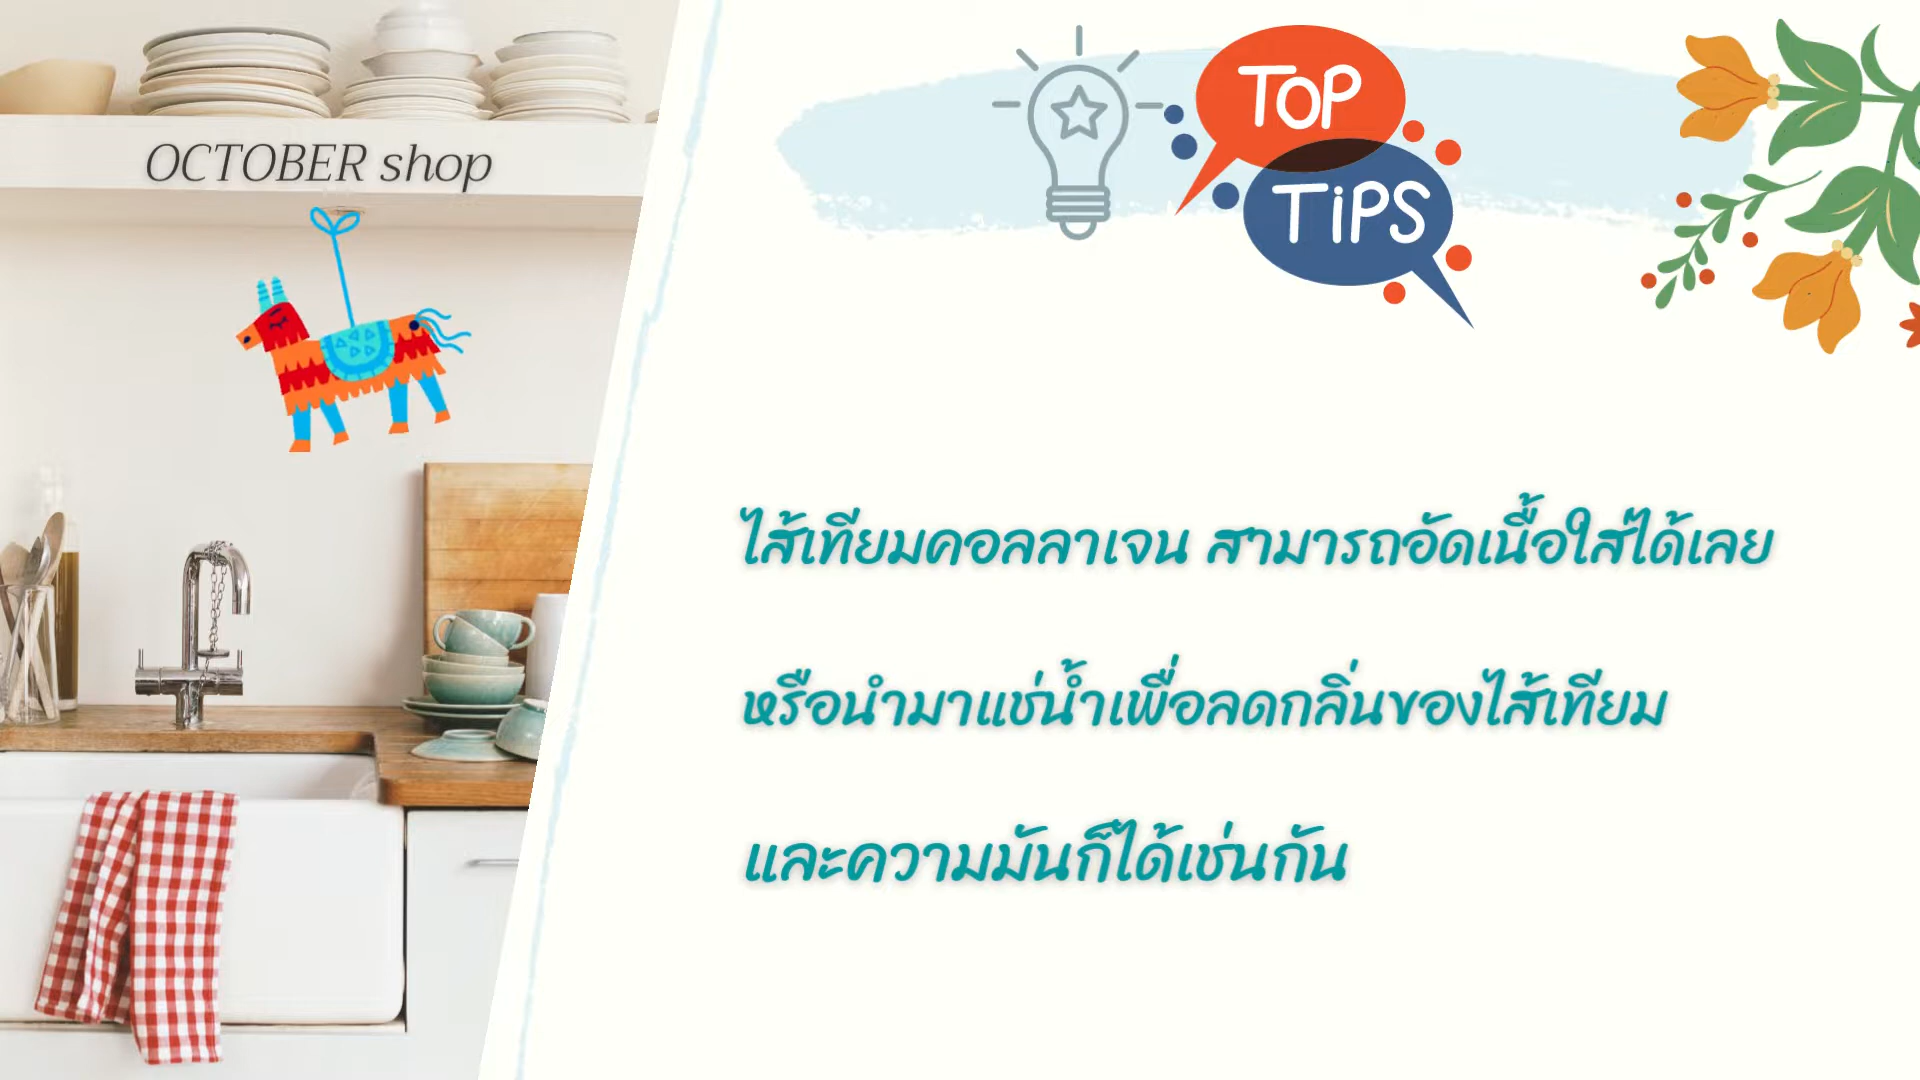 OCTOBER shop
TOP
TiPS
ไส้เทียมคอลลาเจน สามารถอัดเนื้อใส่ได้เลย
หรือนำมาแช่น้ำเพื่อลดกลิ่นของไส้เทียม
และความมันก็ได้เช่นกัน